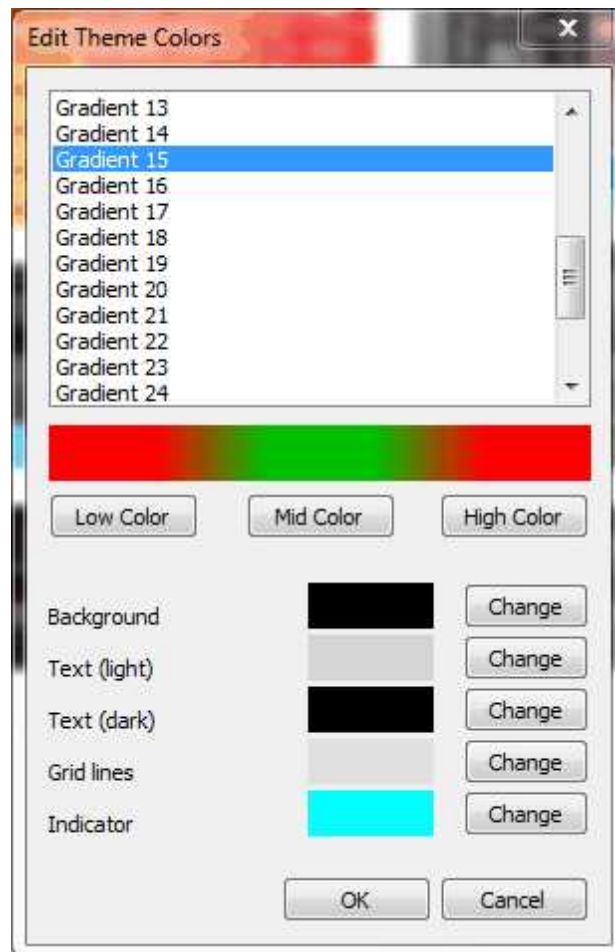 Edit Theme Colors
Gradient 13
Gradient 14
Gradient 15
Gradient 16
Gradient 17
Gradient 18
Gradient 19
Gradient 20
Gradient 21
Gradient 22
Gradient 23
Gradient 24
Low Color Mid Color High Color
Background Change
Text (light) Change
Text (dark) Change
Grid lines Change
Indicator Change
OK Cancel